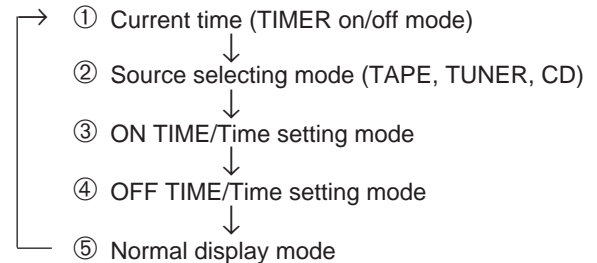 ① Current time (TIMER on/off mode)
② Source selecting mode (TAPE, TUNER, CD)
③ ON TIME/Time setting mode
④ OFF TIME/Time setting mode
⑤ Normal display mode